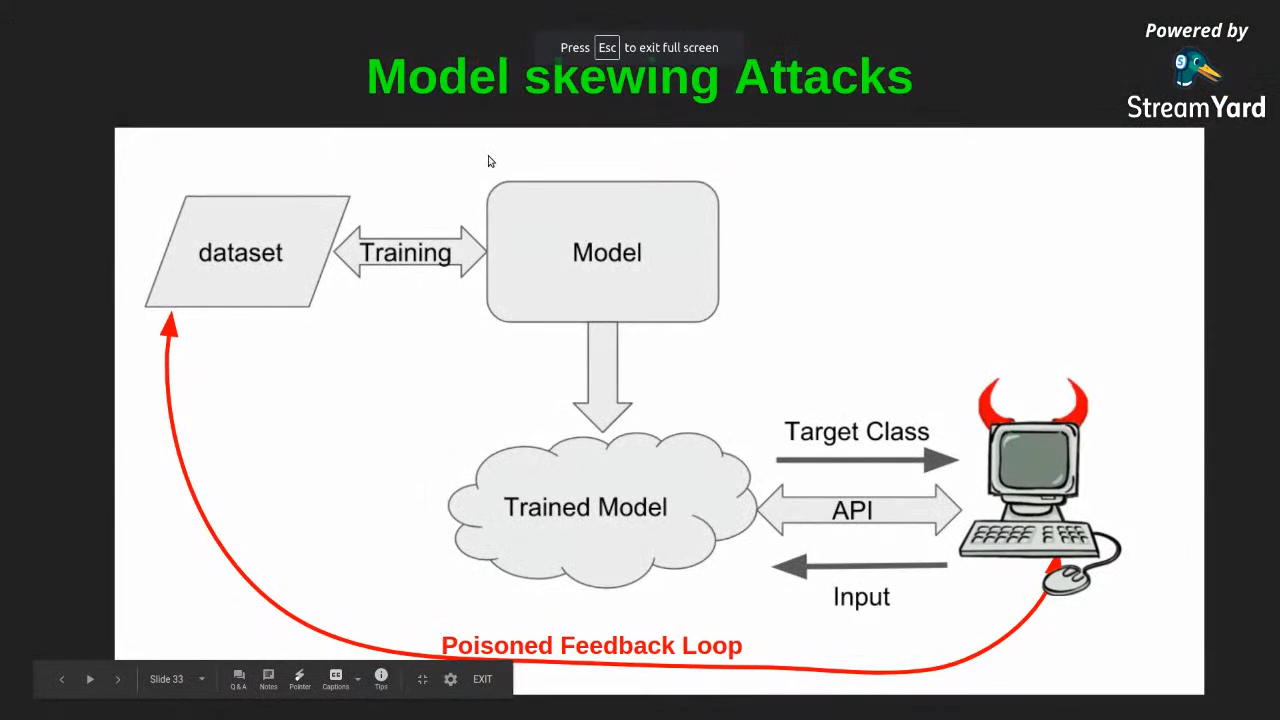 Powered by
StreamYard
Press Esc to exit full screen
Model skewing Attacks
dataset
Training
Model
Target Class
Trained Model
API
Input
Poisoned Feedback Loop
Slide 33
Q & A
Notes
Pointer
Captions
Tips
EXIT
CC
S